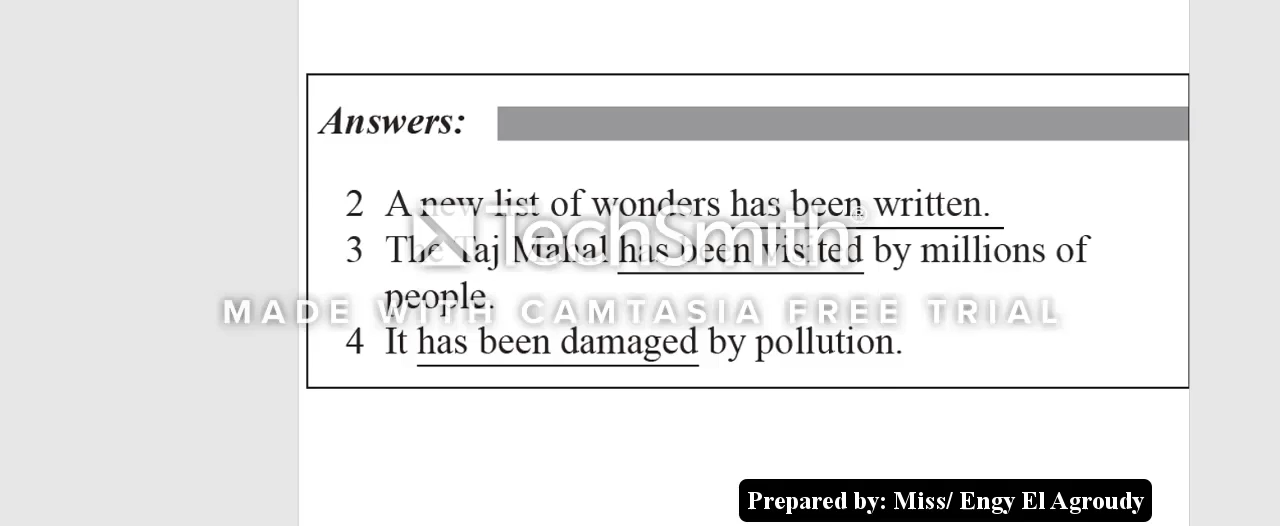 Answers:
2 A new list of wonders has been written.
TechSmith®
3 The Taj Mahal has been visited by millions of
people.
MADE WITH CAMTASIA FREE TRIAL
4 It has been damaged by pollution.
Prepared by: Miss/ Engy El Agroudy